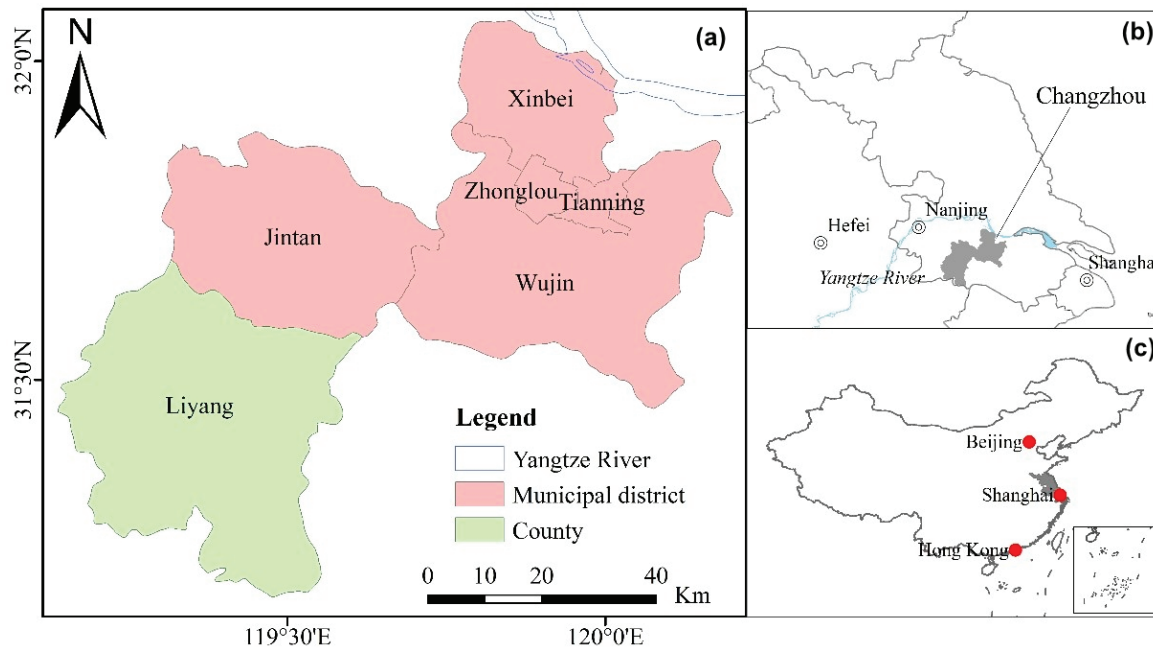 N
(a)
32°0'N
31°30'N
Xinbei
Zhonglou
Tianning
Jintan
Wujin
Liyang
Legend
Yangtze River
Municipal district
County
0 10 20 40
Km
119°30'E
120°0'E
(b)
Changzhou
Nanjing
Hefei
Shangha
Yangtze River
(c)
Beijing
Shanghai
Hong Kong